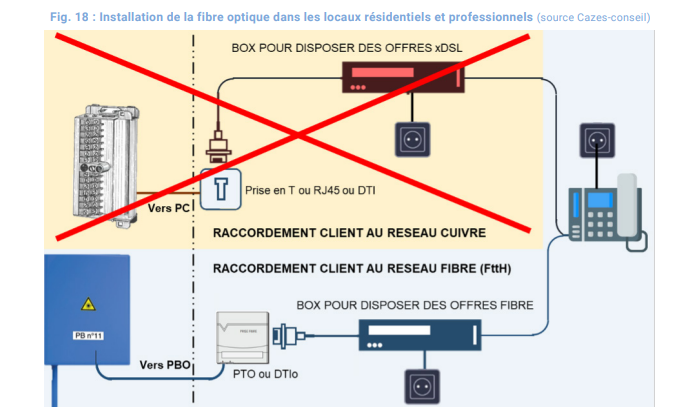 Fig. 18 : Installation de la fibre optique dans les locaux résidentiels et professionnels (source Cazes-conseil)
BOX POUR DISPOSER DES OFFRES xDSL
T
Prise en T ou RJ45 ou DTI
Vers PC
RACCORDEMENT CLIENT AU RESEAU CUIVRE
RACCORDEMENT CLIENT AU RESEAU FIBRE (FttH)
BOX POUR DISPOSER DES OFFRES FIBRE
PB n°11
Vers PBO
PTO ou DTIo